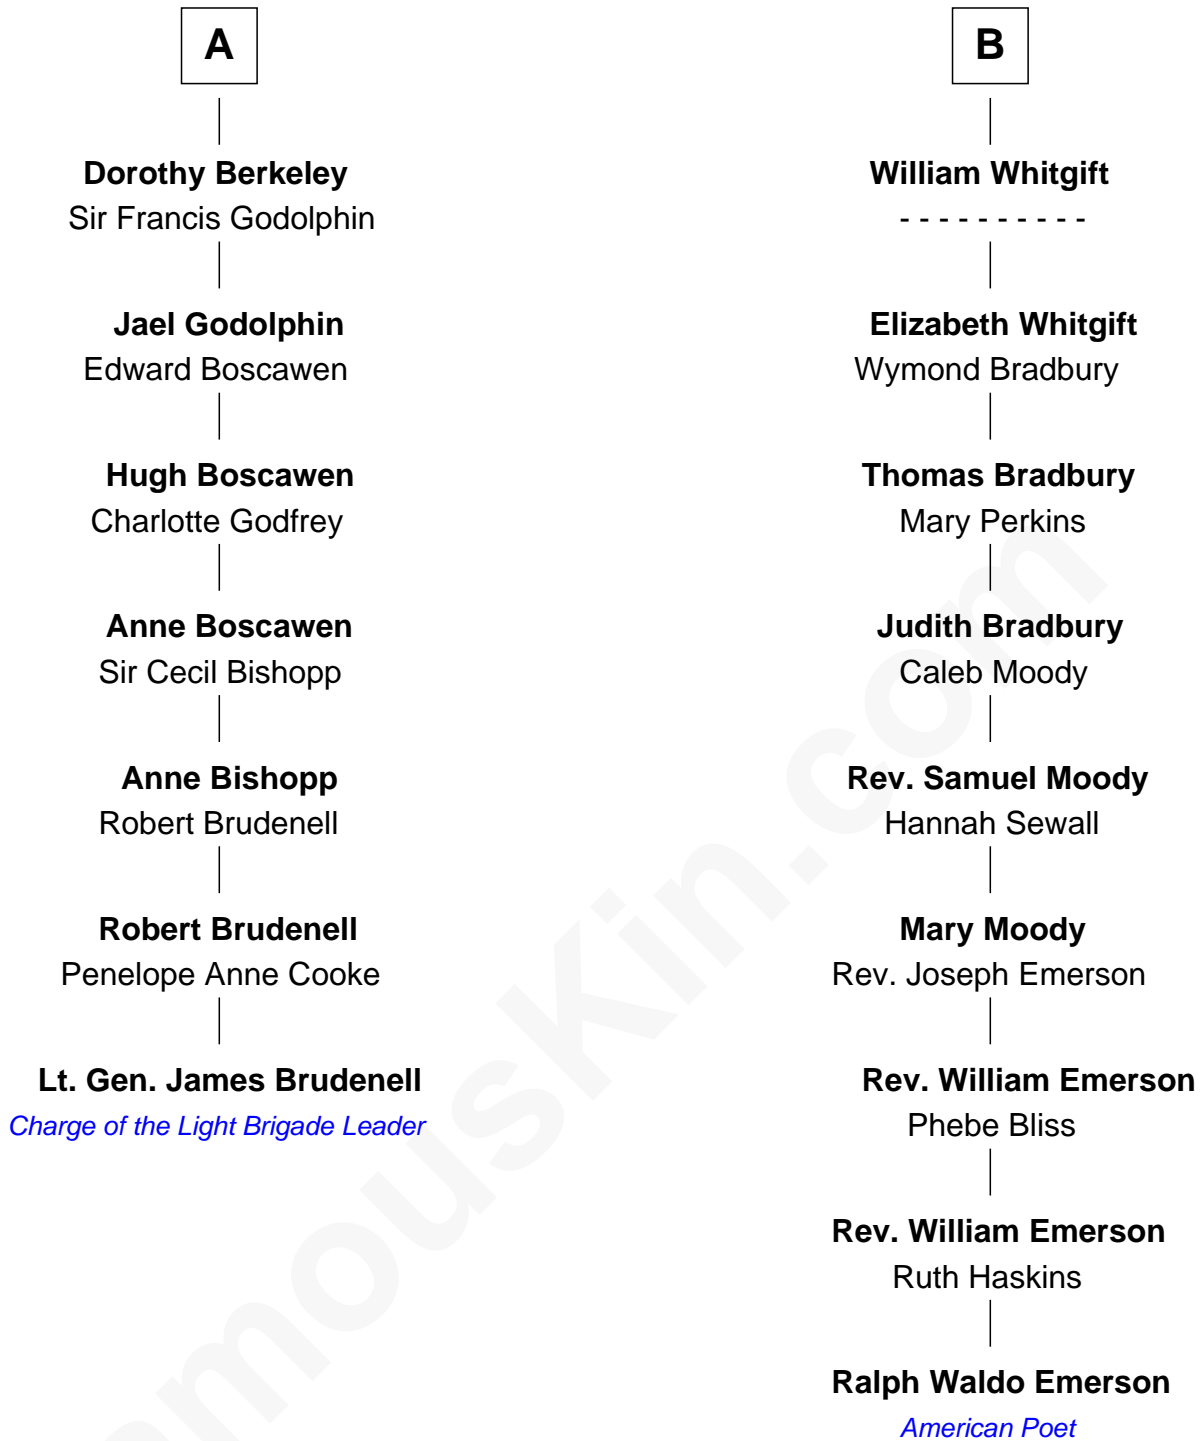 A
Dorothy Berkeley
Sir Francis Godolphin
Jael Godolphin
Edward Boscawen
Hugh Boscawen
Charlotte Godfrey
Anne Boscawen
Sir Cecil Bishopp
Anne Bishopp
Robert Brudenell
Robert Brudenell
Penelope Anne Cooke
Lt. Gen. James Brudenell
Charge of the Light Brigade Leader
B
William Whitgift
- - - - - - - - - -
Elizabeth Whitgift
Wymond Bradbury
Thomas Bradbury
Mary Perkins
Judith Bradbury
Caleb Moody
Rev. Samuel Moody
Hannah Sewall
Mary Moody
Rev. Joseph Emerson
Rev. William Emerson
Phebe Bliss
Rev. William Emerson
Ruth Haskins
Ralph Waldo Emerson
American Poet
amouskin.com